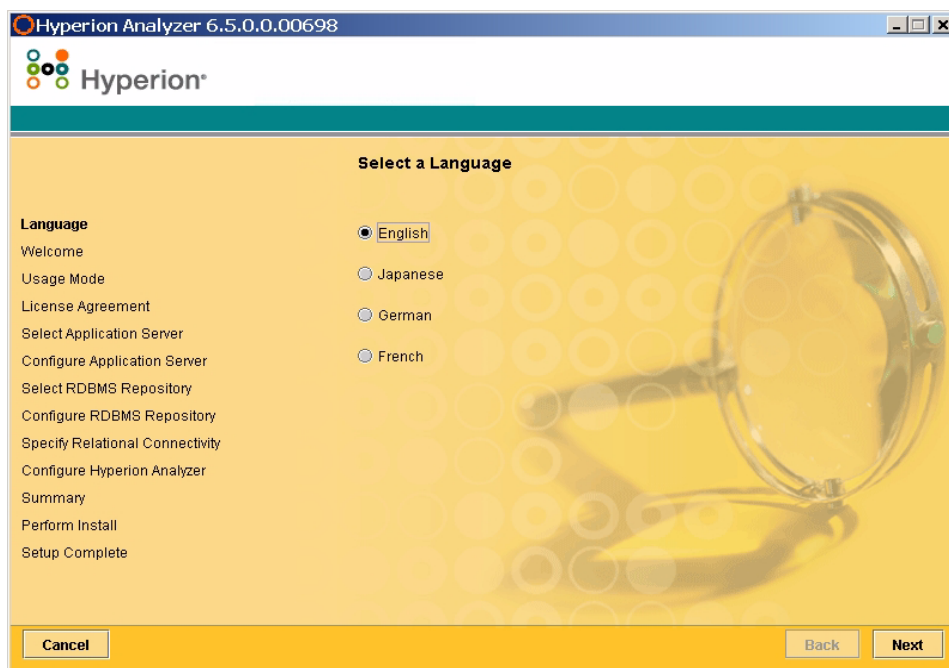 Hyperion Analyzer 6.5.0.0.00698
Hyperion
Select a Language
Language
Welcome
Usage Mode
License Agreement
Select Application Server
Configure Application Server
Select RDBMS Repository
Configure RDBMS Repository
Specify Relational Connectivity
Configure Hyperion Analyzer
Summary
Perform Install
Setup Complete
English
Japanese
German
French
Cancel
Back
Next